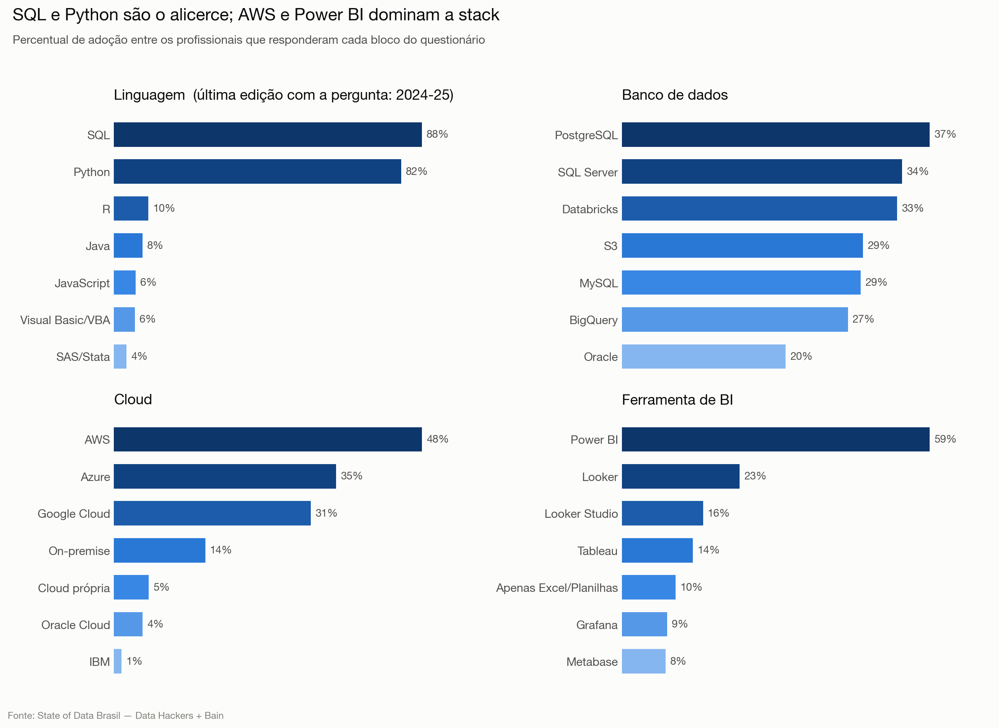 SQL e Python são o alicerce; AWS e Power BI dominam a stack
Percentual de adoção entre os profissionais que responderam cada bloco do questionário
Linguagem  (última edição com a pergunta: 2024-25)
SQL 88%
Python 82%
R 10%
Java 8%
JavaScript 6%
Visual Basic/VBA 6%
SAS/Stata 4%
Banco de dados
PostgreSQL 37%
SQL Server 34%
Databricks 33%
S3 29%
MySQL 29%
BigQuery 27%
Oracle 20%
Cloud
AWS 48%
Azure 35%
Google Cloud 31%
On-premise 14%
Cloud própria 5%
Oracle Cloud 4%
IBM 1%
Ferramenta de BI
Power BI 59%
Looker 23%
Looker Studio 16%
Tableau 14%
Apenas Excel/Planilhas 10%
Grafana 9%
Metabase 8%
Fonte: State of Data Brasil — Data Hackers + Bain